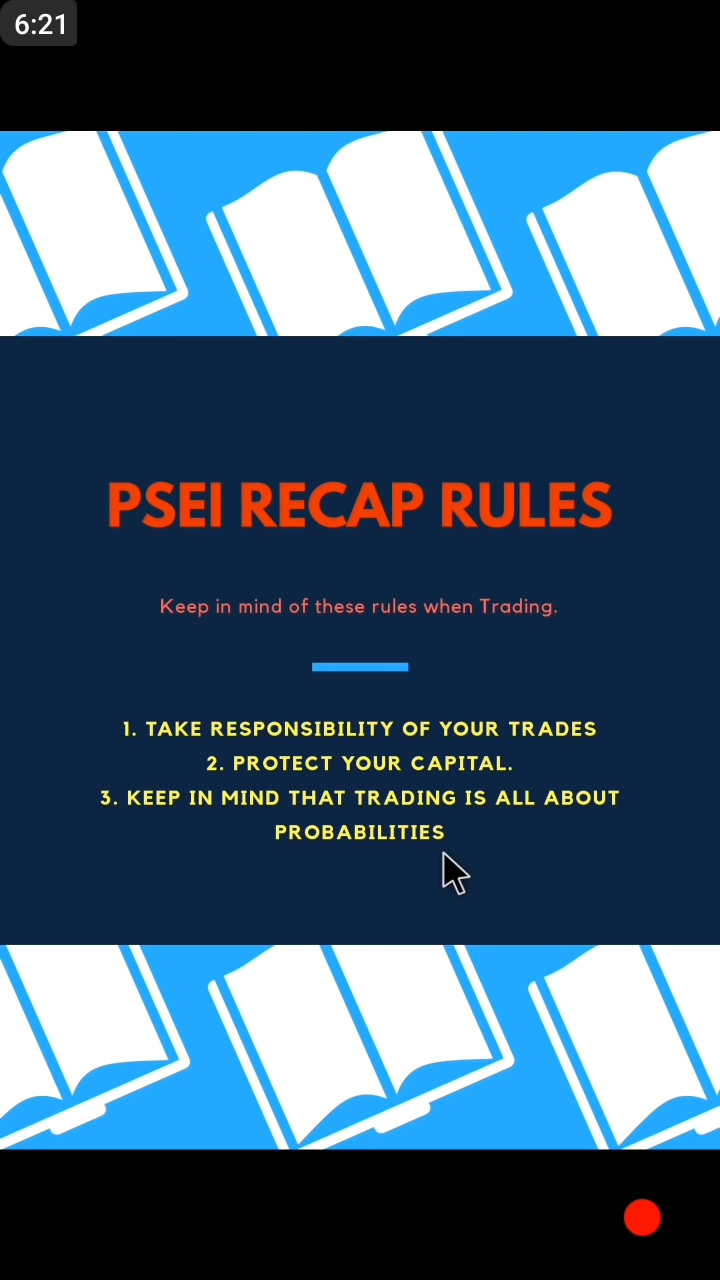 6:21
PSEI RECAP RULES
Keep in mind of these rules when Trading.
1. TAKE RESPONSIBILITY OF YOUR TRADES
2. PROTECT YOUR CAPITAL.
3. KEEP IN MIND THAT TRADING IS ALL ABOUT
PROBABILITIES